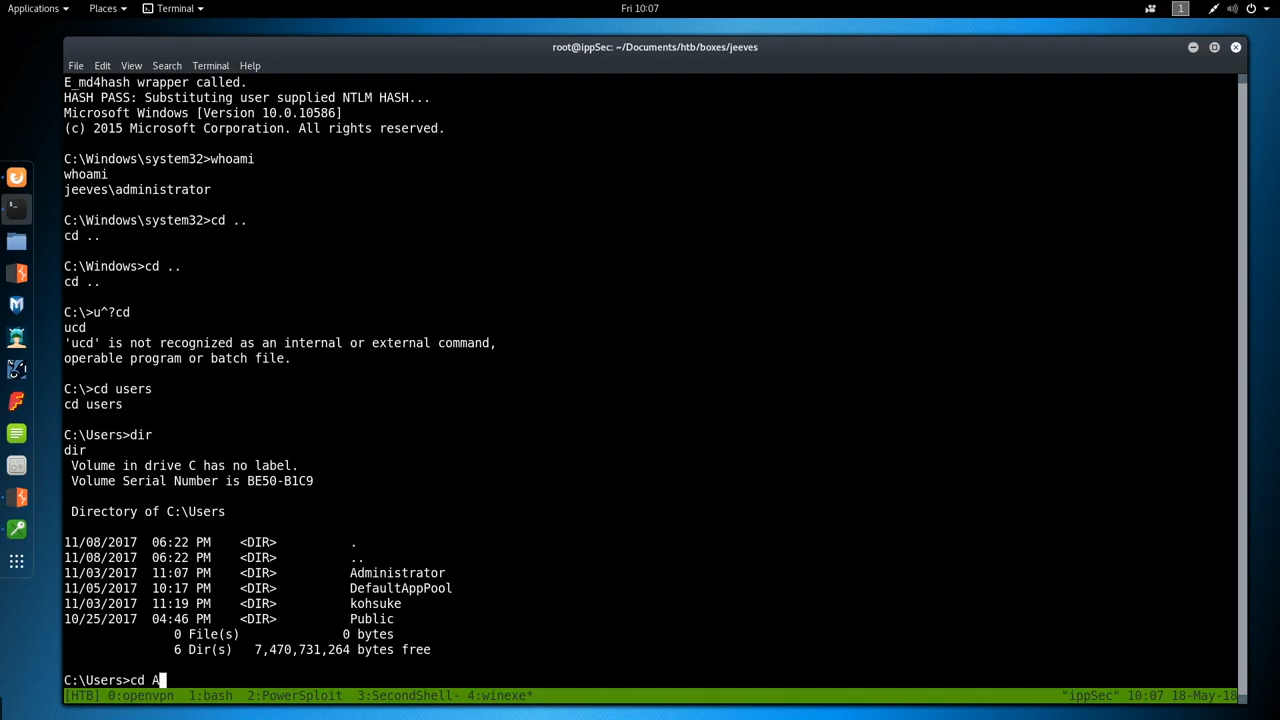 Applications Places Terminal Fri 10:07 1
root@ippSec: ~/Documents/htb/boxes/jeeves
File Edit View Search Terminal Help
E_md4hash wrapper called.
HASH PASS: Substituting user supplied NTLM HASH...
Microsoft Windows [Version 10.0.10586]
(c) 2015 Microsoft Corporation. All rights reserved.
C:\Windows\system32>whoami
whoami
jeeves\administrator
C:\Windows\system32>cd ..
cd ..
C:\Windows>cd ..
cd ..
C:\>u^?cd
ucd
'ucd' is not recognized as an internal or external command,
operable program or batch file.
C:\>cd users
cd users
C:\Users>dir
dir
Volume in drive C has no label.
Volume Serial Number is BE50-B1C9
Directory of C:\Users
11/08/2017 06:22 PM <DIR> .
11/08/2017 06:22 PM <DIR> ..
11/03/2017 11:07 PM <DIR> Administrator
11/05/2017 10:17 PM <DIR> DefaultAppPool
11/03/2017 11:19 PM <DIR> kohsuke
10/25/2017 04:46 PM <DIR> Public
0 File(s) 0 bytes
6 Dir(s) 7,470,731,264 bytes free
C:\Users>cd A
[HTB] 0:openvpn 1:bash 2:PowerSploit 3:SecondShell- 4:winexe* "ippSec" 10:07 18-May-18